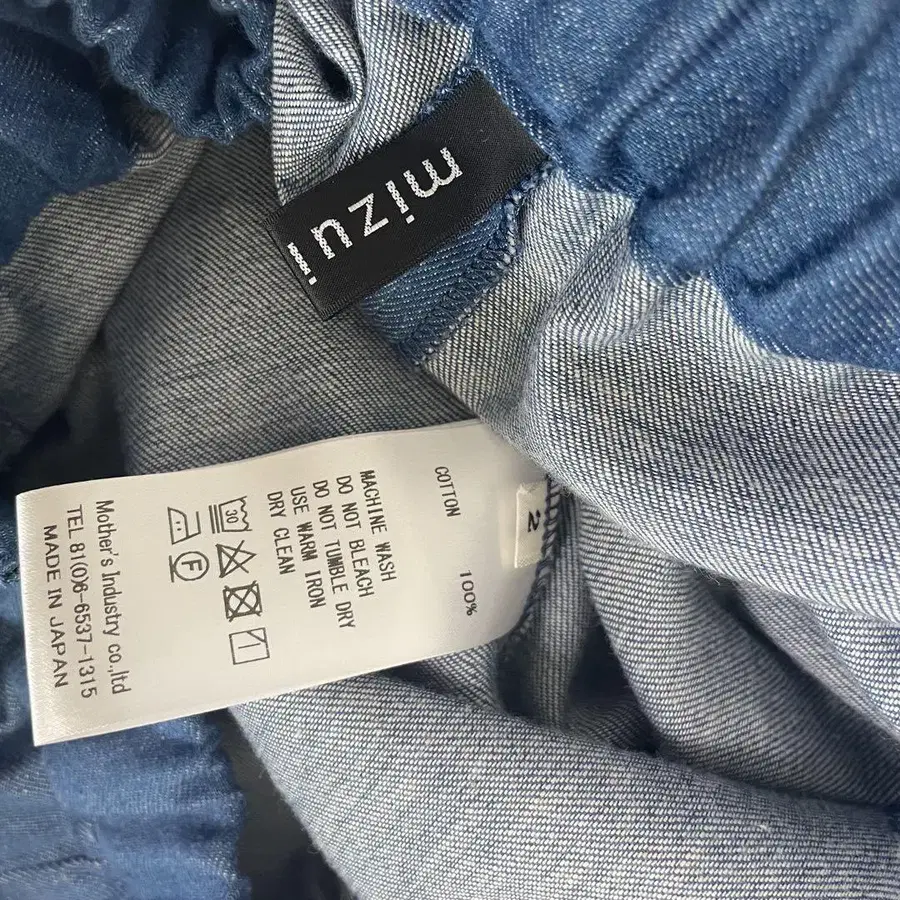 mizuiro
COTTON 100%
MACHINE WASH
DO NOT BLEACH
DO NOT TUMBLE DRY
USE WARM IRON
DRY CLEAN
30
F
Mother's Industry co.,ltd
TEL 81(0)6-6537-1315
MADE IN JAPAN
2